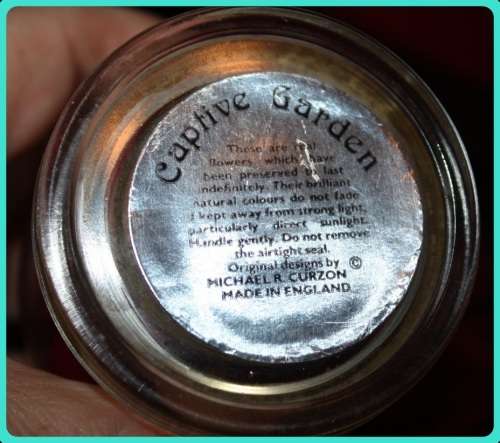 Captive Garden
These are real
flowers which have
been preserved to last
indefinitely. Their brilliant
natural colours do not fade
if kept away from strong light,
particularly direct sunlight.
Handle gently. Do not remove
the airtight seal.
Original designs by ©
MICHAEL R. CURZON
MADE IN ENGLAND